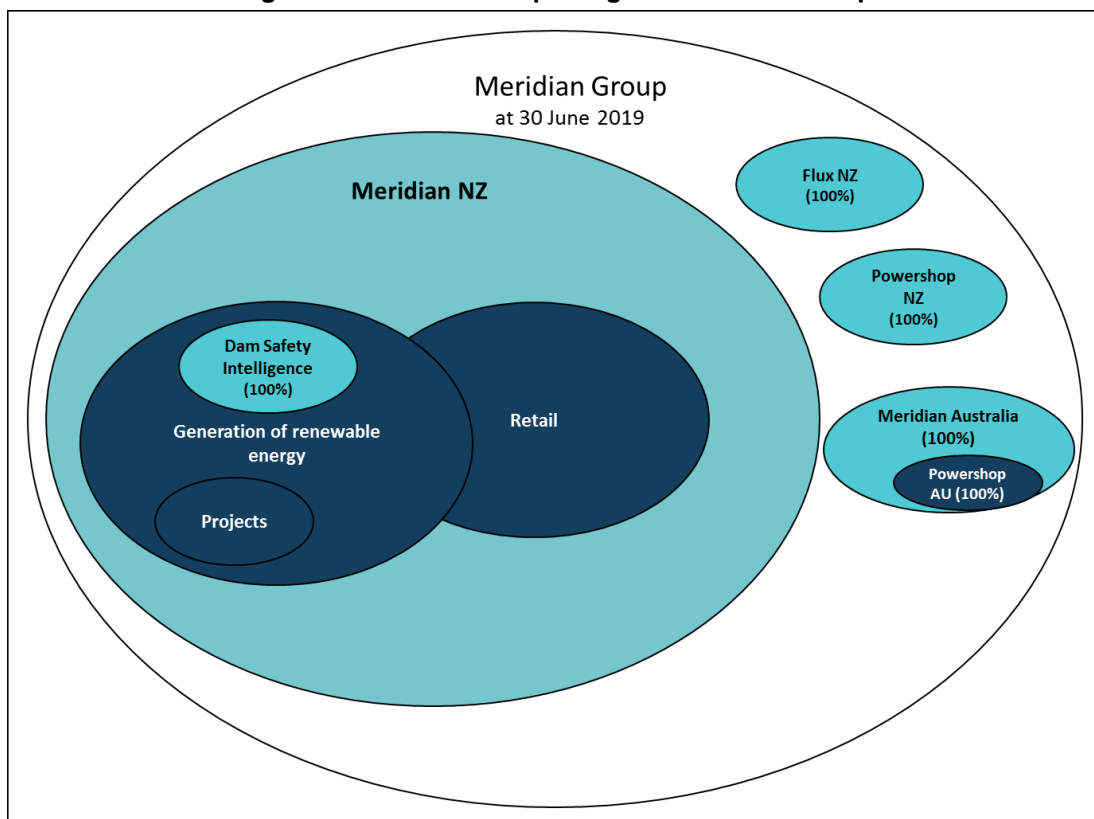 Meridian Group
at 30 June 2019
Meridian NZ
Flux NZ
(100%)
Powershop
NZ
(100%)
Dam Safety
Intelligence
(100%)
Generation of renewable
energy
Retail
Projects
Meridian Australia
(100%)
Powershop
AU (100%)